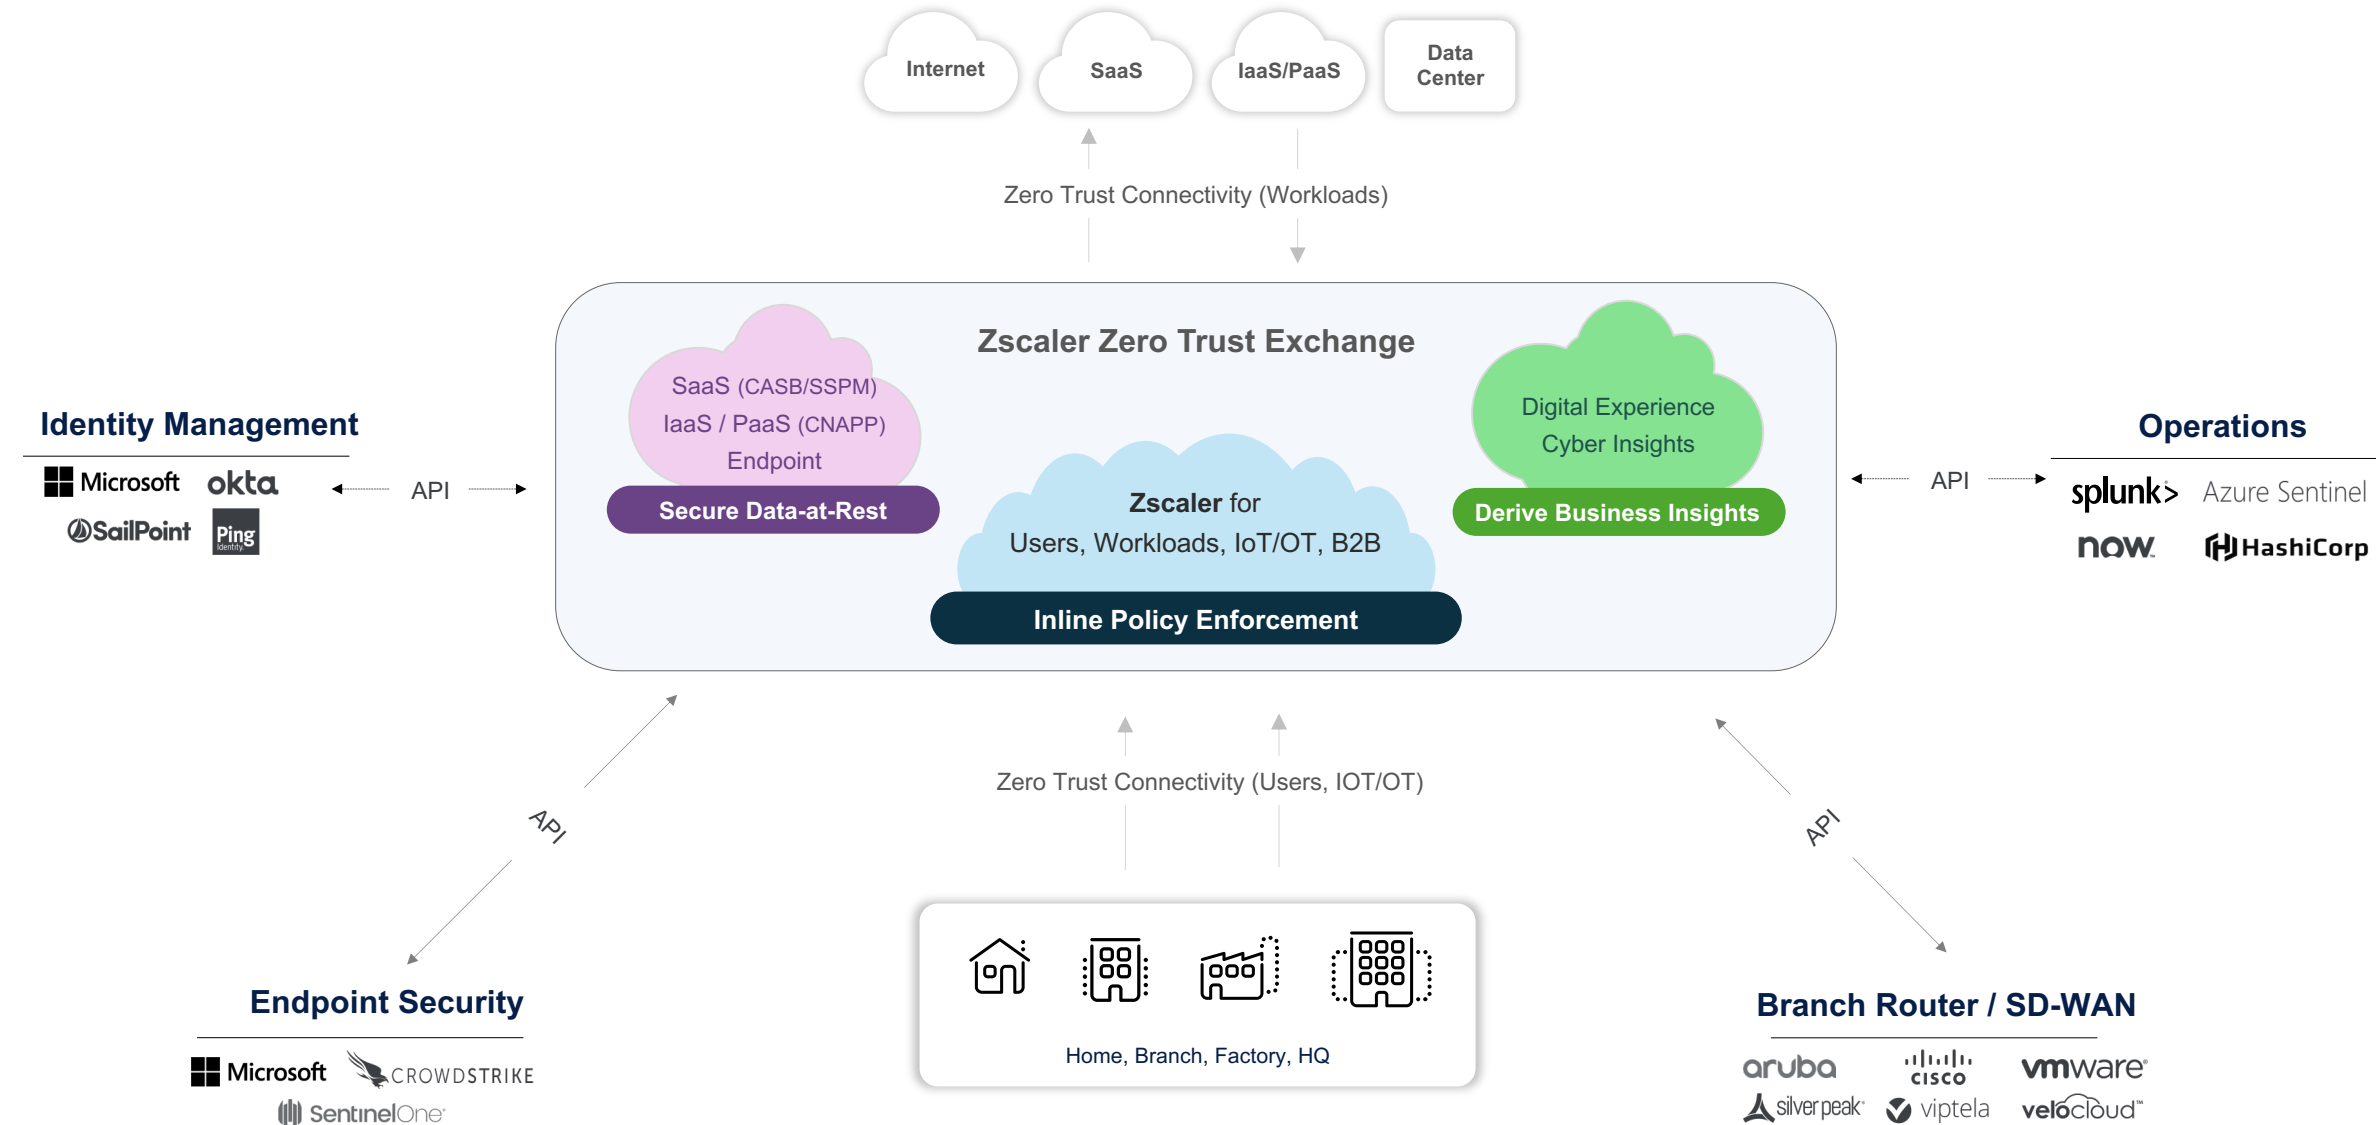 Internet
SaaS
IaaS/PaaS
Data
Center
Zero Trust Connectivity (Workloads)
Zscaler Zero Trust Exchange
SaaS (CASB/SSPM)
IaaS / PaaS (CNAPP)
Endpoint
Secure Data-at-Rest
Zscaler for
Users, Workloads, IoT/OT, B2B
Inline Policy Enforcement
Digital Experience
Cyber Insights
Derive Business Insights
Identity Management
Microsoft okta
SailPoint Ping
Identity.
API
API
Operations
splunk> Azure Sentinel
now. HashiCorp
API
Zero Trust Connectivity (Users, IOT/OT)
API
Endpoint Security
Microsoft CROWDSTRIKE
SentinelOne
Home, Branch, Factory, HQ
Branch Router / SD-WAN
aruba CISCO vmware®
silver peak viptela velocloud™